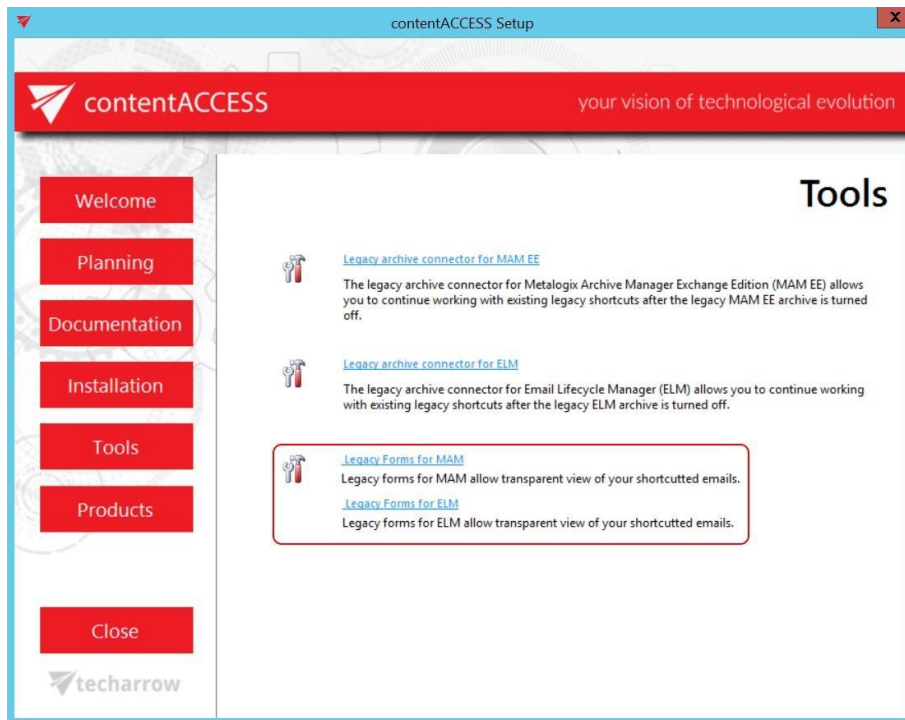 contentACCESS Setup
X
contentACCESS
your vision of technological evolution
Welcome
Planning
Documentation
Installation
Tools
Products
Close
techarrow
Tools
Legacy archive connector for MAM EE
The legacy archive connector for Metalogix Archive Manager Exchange Edition (MAM EE) allows
you to continue working with existing legacy shortcuts after the legacy MAM EE archive is turned
off.
Legacy archive connector for ELM
The legacy archive connector for Email Lifecycle Manager (ELM) allows you to continue working
with existing legacy shortcuts after the legacy ELM archive is turned off.
Legacy Forms for MAM
Legacy forms for MAM allow transparent view of your shortcutted emails.
Legacy Forms for ELM
Legacy forms for ELM allow transparent view of your shortcutted emails.